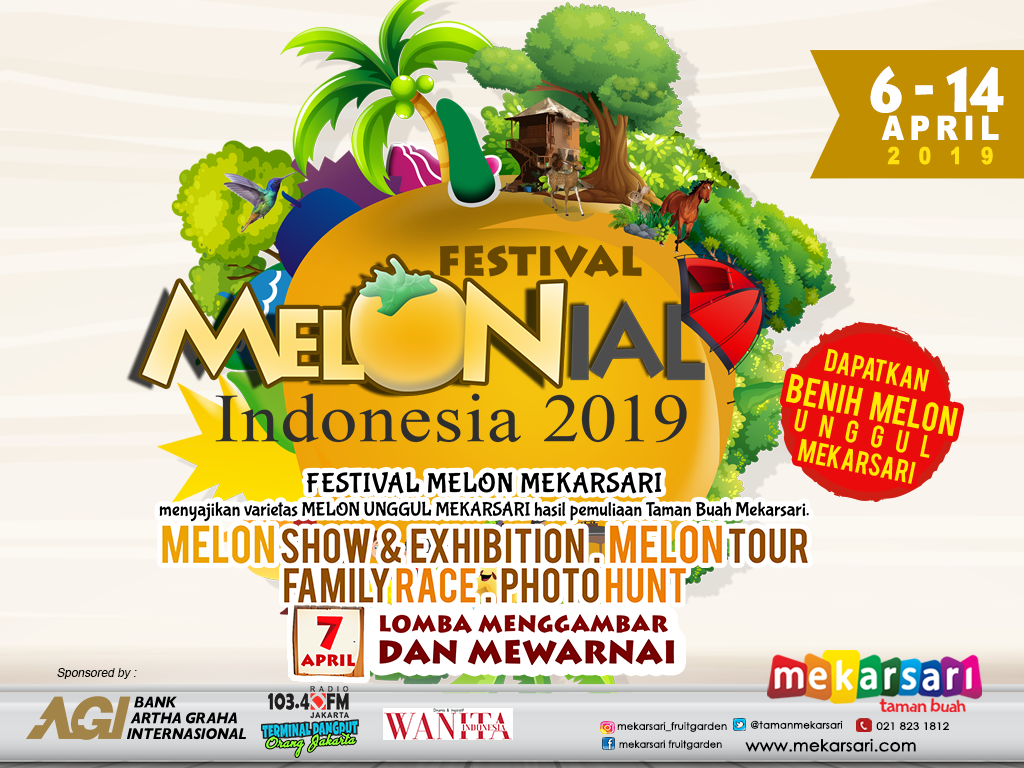 6 - 14
APRIL
2019
FESTIVAL
MELONIAL
Indonesia 2019
DAPATKAN
BENIH MELON
UNGGUL
MEKARSARI
FESTIVAL MELON MEKARSARI
menyajikan varietas MELON UNGGUL MEKARSARI hasil pemuliaan Taman Buah Mekarsari.
MELON SHOW & EXHIBITION . MELON TOUR
FAMILY RACE . PHOTO HUNT
7
APRIL
LOMBA MENGGAMBAR
DAN MEWARNAI
Sponsored by :
AGI
BANK
ARTHA GRAHA
INTERNASIONAL
RADIO
103.4 FM
JAKARTA
TERMINAL DANGDUT
Orang Jakarta
WANITA
INDONESIA
mekarsari
taman buah
mekarsari_fruitgarden
@tamanmekarsari
021 823 1812
mekarsari fruitgarden
www.mekarsari.com